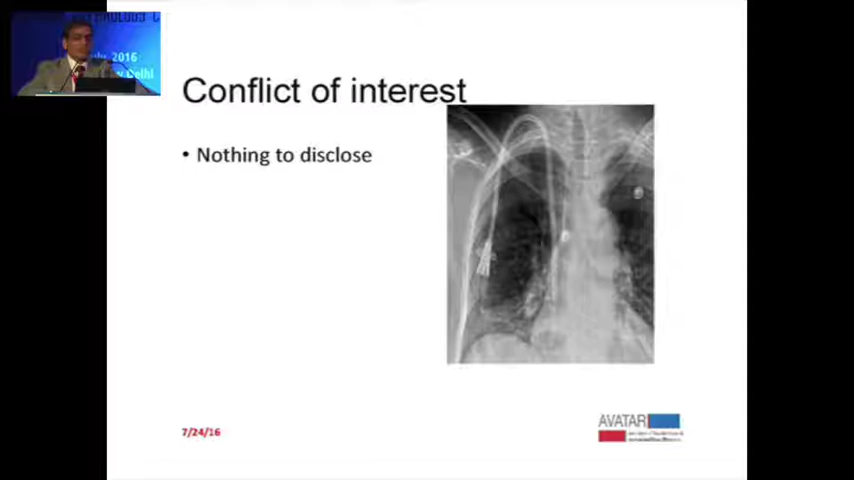 2016
Delhi
Conflict of interest
• Nothing to disclose
7/24/16
AVATAR